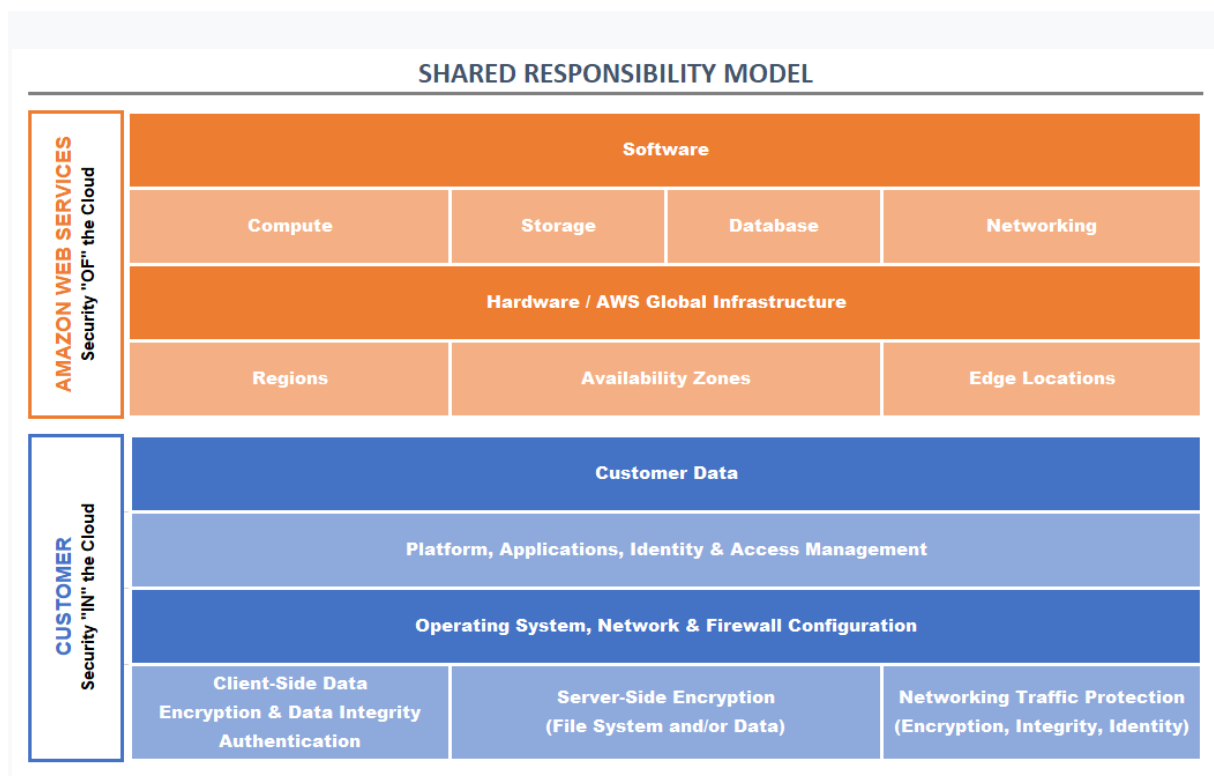 SHARED RESPONSIBILITY MODEL
AMAZON WEB SERVICES
Security "OF" the Cloud
Software
Compute
Storage
Database
Networking
Hardware / AWS Global Infrastructure
Regions
Availability Zones
Edge Locations
CUSTOMER
Security "IN" the Cloud
Customer Data
Platform, Applications, Identity & Access Management
Operating System, Network & Firewall Configuration
Client-Side Data
Encryption & Data Integrity
Authentication
Server-Side Encryption
(File System and/or Data)
Networking Traffic Protection
(Encryption, Integrity, Identity)